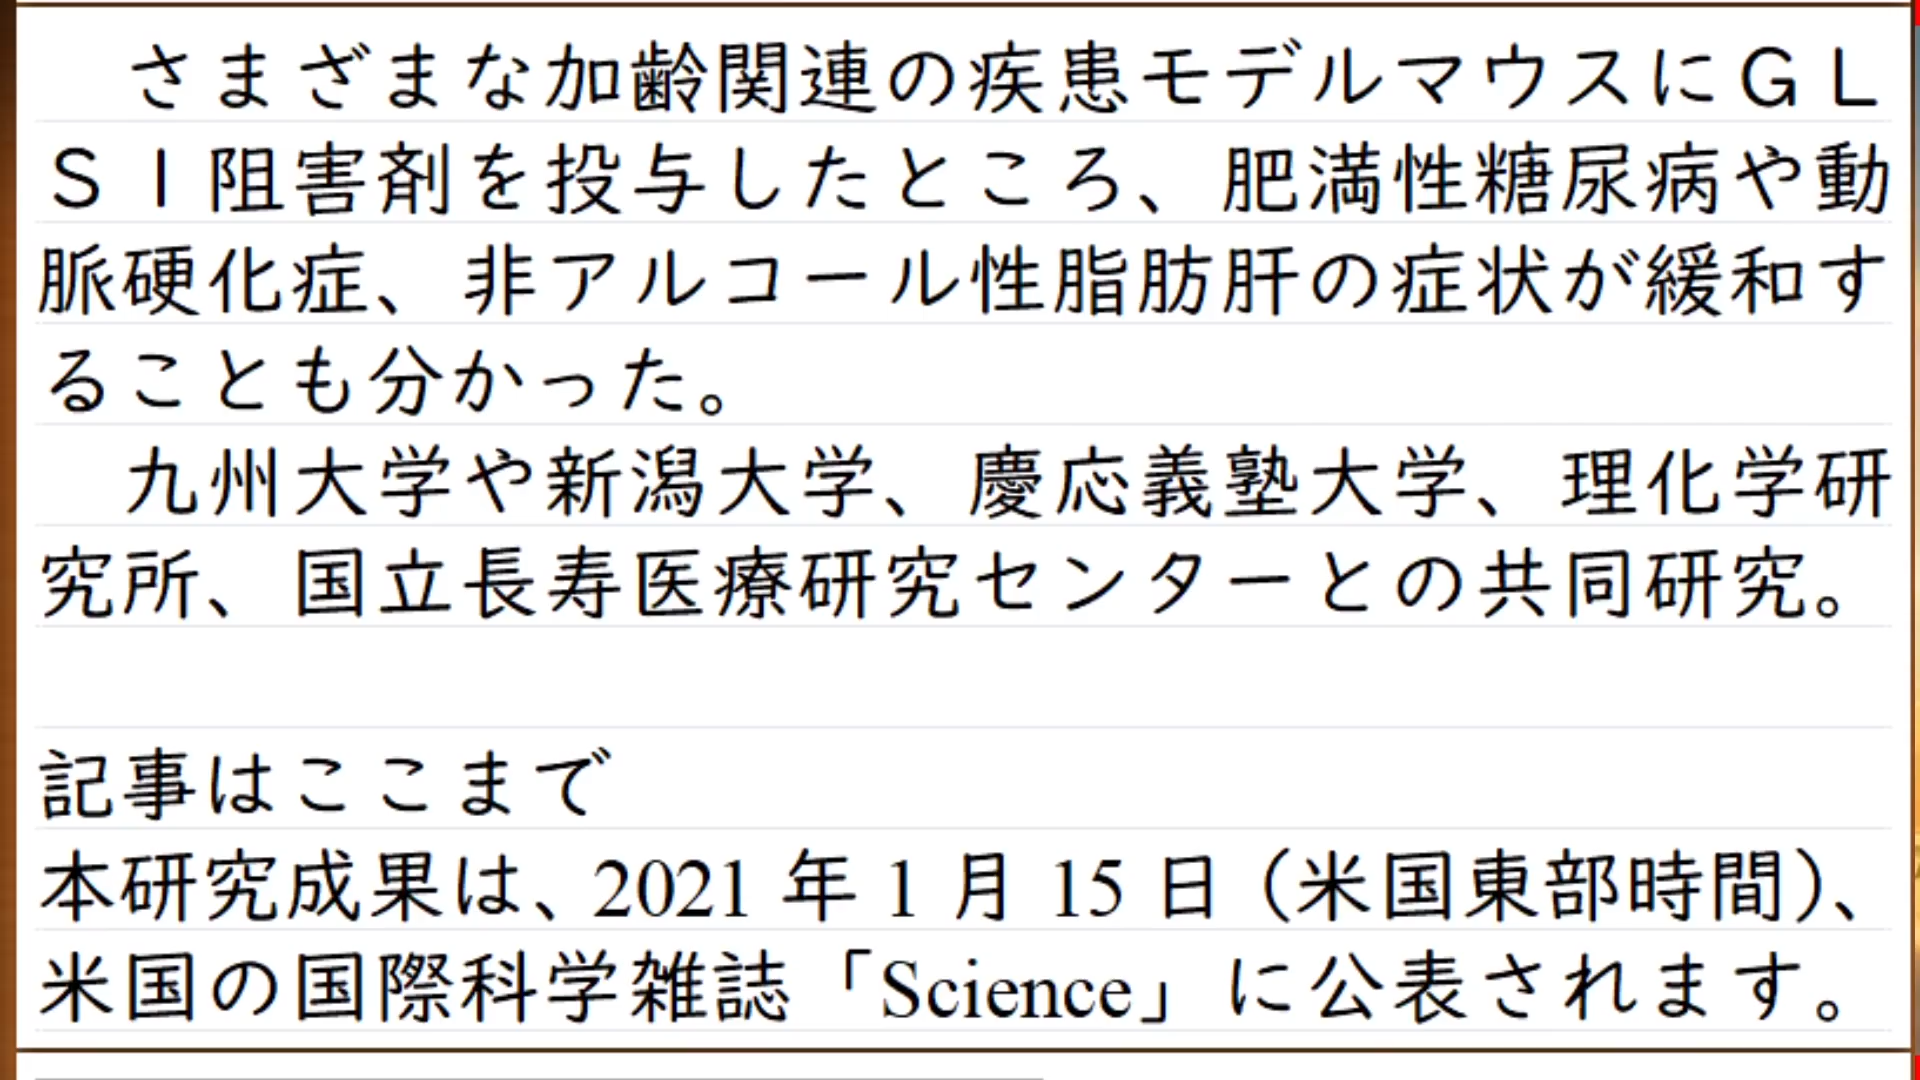 さまざまな加齢関連の疾患モデルマウスにＧＬ
Ｓ１阻害剤を投与したところ、肥満性糖尿病や動
脈硬化症、非アルコール性脂肪肝の症状が緩和す
ることも分かった。
　九州大学や新潟大学、慶応義塾大学、理化学研
究所、国立長寿医療研究センターとの共同研究。
記事はここまで
本研究成果は、2021 年 1 月 15 日（米国東部時間）、
米国の国際科学雑誌「Science」に公表されます。